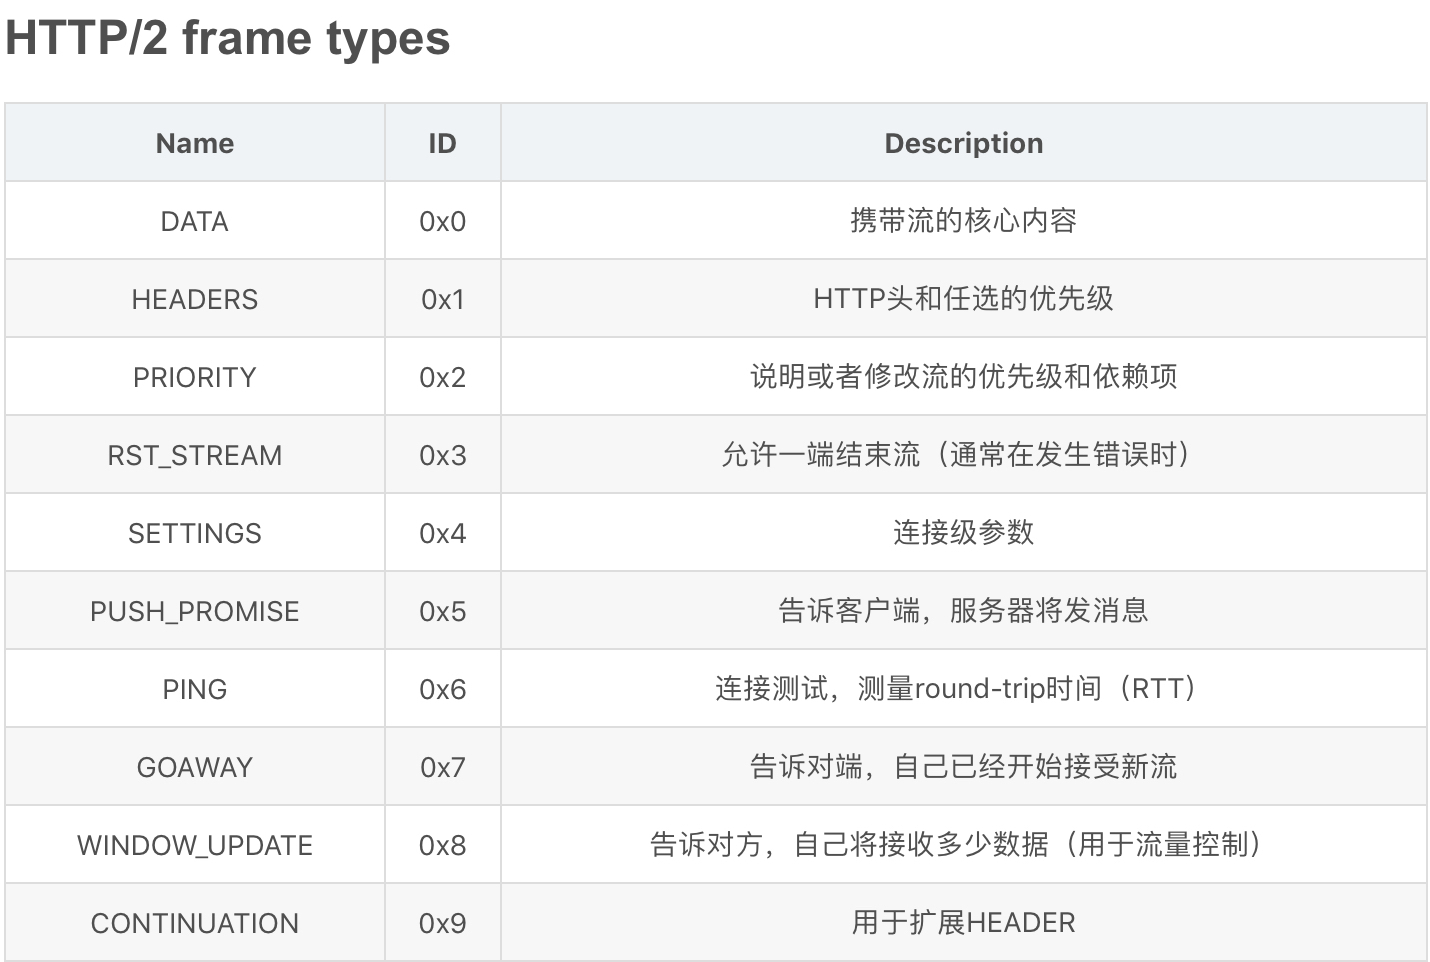 HTTP/2 frame types
Name ID Description
DATA 0x0 携带流的核心内容
HEADERS 0x1 HTTP头和任选的优先级
PRIORITY 0x2 说明或者修改流的优先级和依赖项
RST_STREAM 0x3 允许一端结束流（通常在发生错误时）
SETTINGS 0x4 连接级参数
PUSH_PROMISE 0x5 告诉客户端，服务器将发消息
PING 0x6 连接测试，测量round-trip时间（RTT）
GOAWAY 0x7 告诉对端，自己已经开始接受新流
WINDOW_UPDATE 0x8 告诉对方，自己将接收多少数据（用于流量控制）
CONTINUATION 0x9 用于扩展HEADER